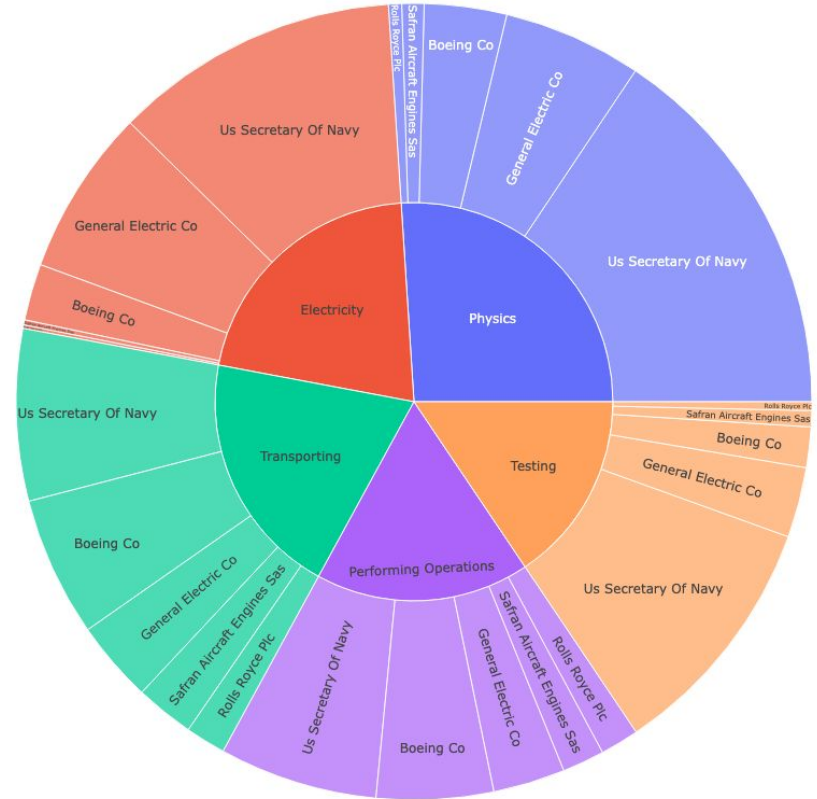 Physics
Us Secretary Of Navy
General Electric Co
Boeing Co
Safran Aircraft Engines Sas
Rolls Royce Plc
Electricity
Us Secretary Of Navy
General Electric Co
Boeing Co
Transporting
Us Secretary Of Navy
Boeing Co
General Electric Co
Safran Aircraft Engines Sas
Rolls Royce Plc
Performing Operations
Us Secretary Of Navy
Boeing Co
General Electric Co
Safran Aircraft Engines Sas
Rolls Royce Plc
Testing
Us Secretary Of Navy
General Electric Co
Boeing Co
Safran Aircraft Engines Sas
Rolls Royce Plc